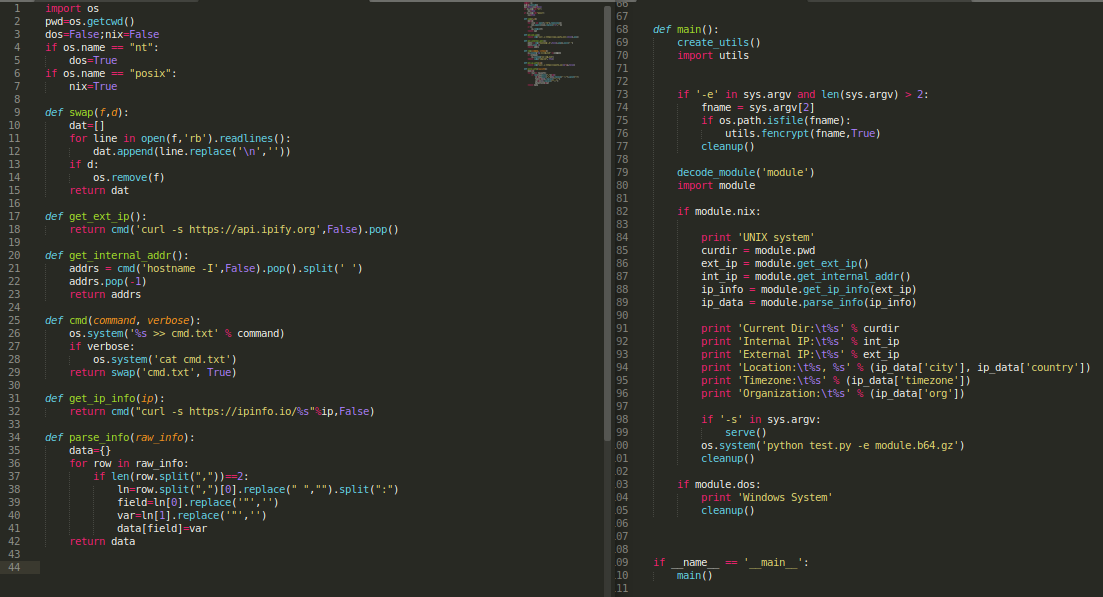 1 import os
2 pwd=os.getcwd()
3 dos=False;nix=False
4 if os.name == "nt":
5     dos=True
6 if os.name == "posix":
7     nix=True
8
9 def swap(f,d):
10     dat=[]
11     for line in open(f,'rb').readlines():
12         dat.append(line.replace('\n',''))
13     if d:
14         os.remove(f)
15     return dat
16
17 def get_ext_ip():
18     return cmd('curl -s https://api.ipify.org',False).pop()
19
20 def get_internal_addr():
21     addrs = cmd('hostname -I',False).pop().split(' ')
22     addrs.pop(-1)
23     return addrs
24
25 def cmd(command, verbose):
26     os.system('%s >> cmd.txt' % command)
27     if verbose:
28         os.system('cat cmd.txt')
29     return swap('cmd.txt', True)
30
31 def get_ip_info(ip):
32     return cmd("curl -s https://ipinfo.io/%s"%ip,False)
33
34 def parse_info(raw_info):
35     data={}
36     for row in raw_info:
37         if len(row.split(","))==2:
38             ln=row.split(",")[0].replace(" ","").split(":")
39             field=ln[0].replace('"','')
40             var=ln[1].replace('"','')
41             data[field]=var
42     return data
43
44
66
67
68 def main():
69     create_utils()
70     import utils
71
72
73     if '-e' in sys.argv and len(sys.argv) > 2:
74         fname = sys.argv[2]
75         if os.path.isfile(fname):
76             utils.fencrypt(fname,True)
77         cleanup()
78
79     decode_module('module')
80     import module
81
82     if module.nix:
83
84         print 'UNIX system'
85         curdir = module.pwd
86         ext_ip = module.get_ext_ip()
87         int_ip = module.get_internal_addr()
88         ip_info = module.get_ip_info(ext_ip)
89         ip_data = module.parse_info(ip_info)
90
91         print 'Current Dir:\t%s' % curdir
92         print 'Internal IP:\t%s' % int_ip
93         print 'External IP:\t%s' % ext_ip
94         print 'Location:\t%s, %s' % (ip_data['city'], ip_data['country'])
95         print 'Timezone:\t%s' % (ip_data['timezone'])
96         print 'Organization:\t%s' % (ip_data['org'])
97
98         if '-s' in sys.argv:
99             serve()
00         os.system('python test.py -e module.b64.gz')
01         cleanup()
02
03     if module.dos:
04         print 'Windows System'
05         cleanup()
06
07
08
09 if __name__ == '__main__':
10     main()
11